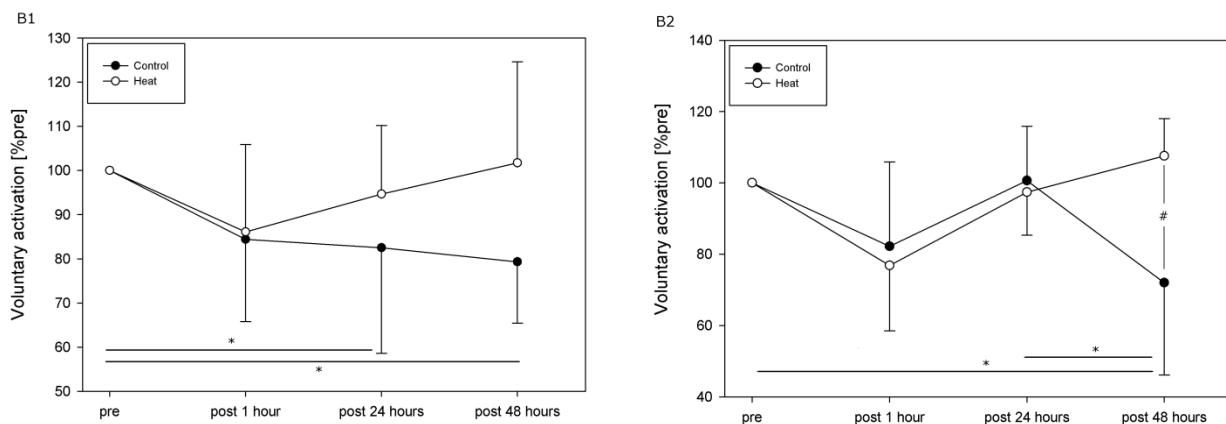 B1
Voluntary activation [%pre]
130
120
110
100
90
80
70
60
50
Control
Heat
*
*
pre post 1 hour post 24 hours post 48 hours
B2
Voluntary activation [%pre]
140
120
100
80
60
40
Control
Heat
#
*
*
pre post 1 hour post 24 hours post 48 hours